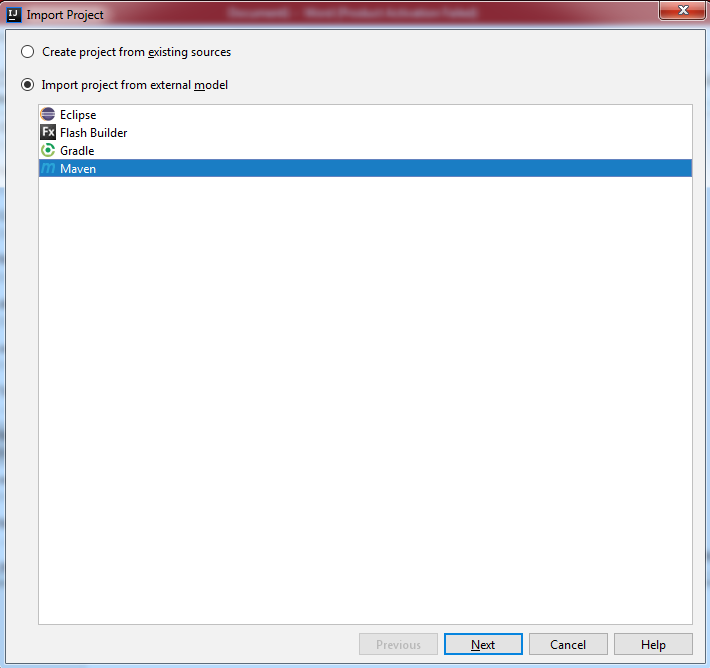 Import Project
Create project from existing sources
Import project from external model
Eclipse
Fx Flash Builder
Gradle
m Maven
Previous Next Cancel Help